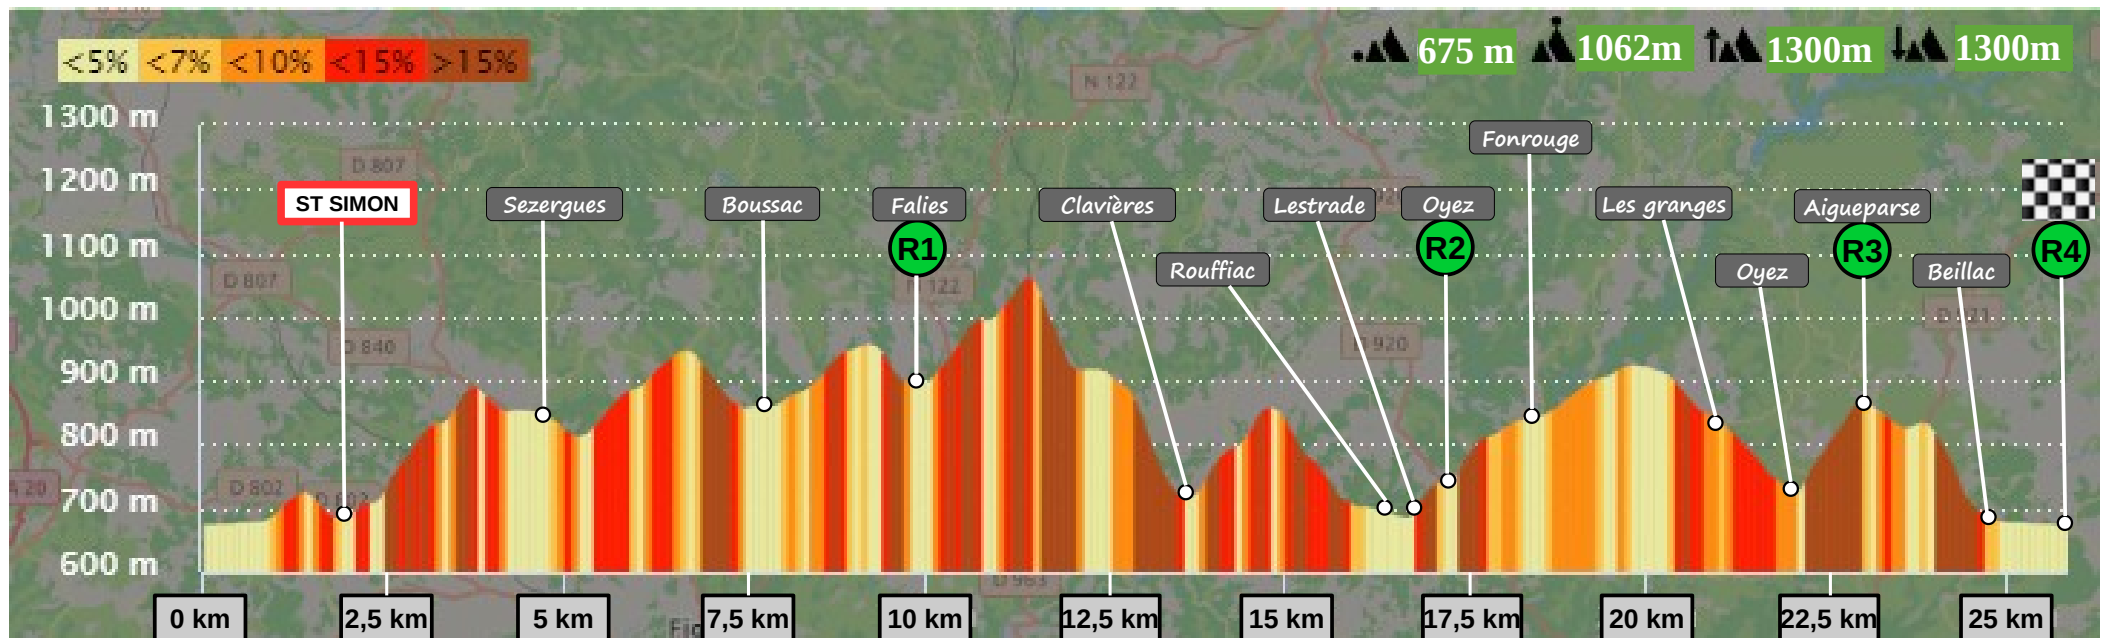 <5% <7% <10% <15% >15%
675 m 1062m 1300m 1300m
1300 m
1200 m
1100 m
1000 m
900 m
800 m
700 m
600 m
N 122
D 807
D 807
D 840
D 802
A 20
D 920
D 963
ST SIMON
Sezergues
Boussac
Falies
R1
Clavières
Rouffiac
Lestrade
Oyez
R2
Fonrouge
Les granges
Oyez
Aigueparse
R3
Beillac
R4
0 km 2,5 km 5 km 7,5 km 10 km 12,5 km 15 km 17,5 km 20 km 22,5 km 25 km